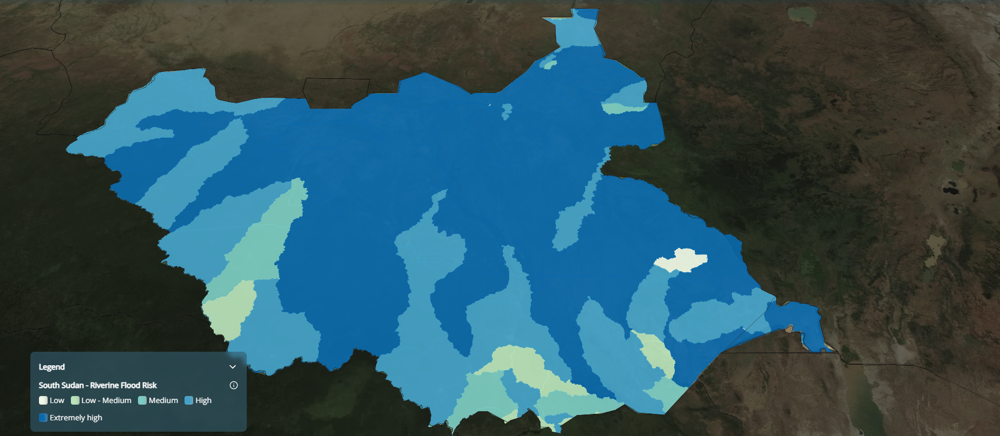 Legend
South Sudan - Riverine Flood Risk
Low Low - Medium Medium High
Extremely high